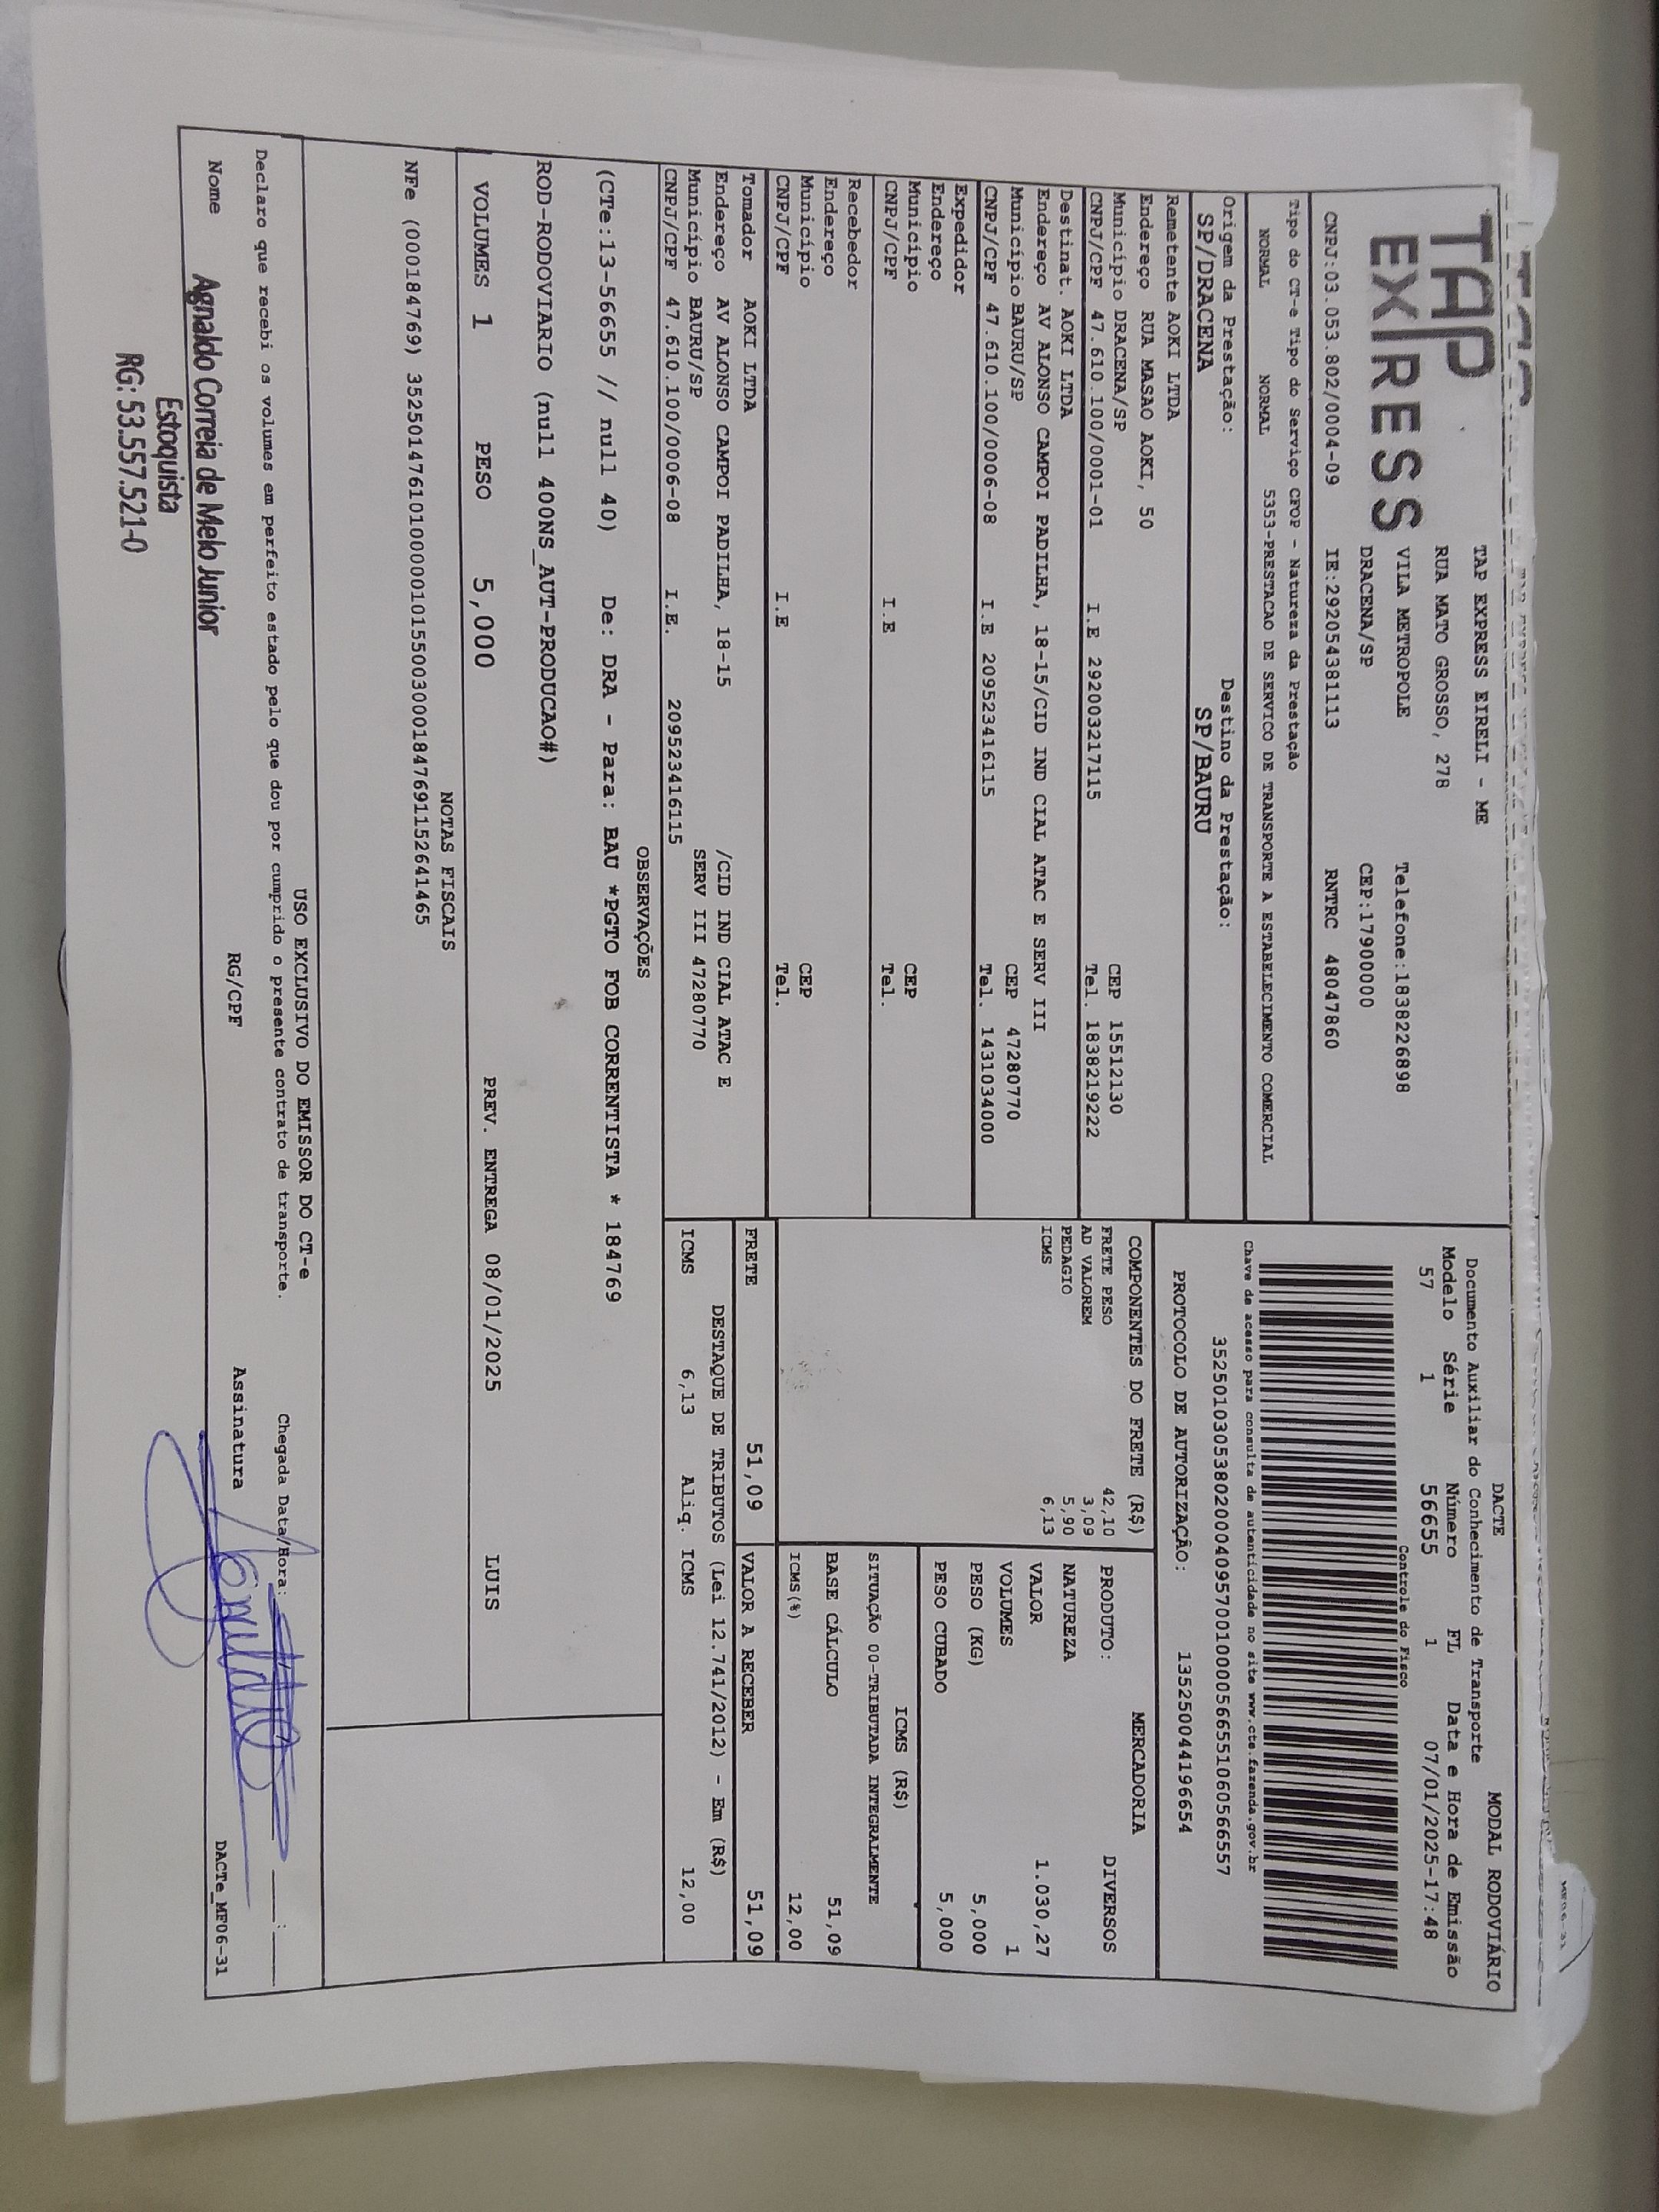 TAP
EXPRESS
TAP EXPRESS EIRELI - ME
RUA MATO GROSSO, 278
VILA METROPOLE Telefone:1838226898
DRACENA/SP CEP:17900000
CNPJ:03.053.802/0004-09 IE:292054381113 RNTRC 48047860
DACTE MODAL RODOVIÁRIO
Documento Auxiliar do Conhecimento de Transporte
Modelo Série Número FL Data e Hora de Emissão
57 1 56655 1 07/01/2025-17:48
Controle do Fisco
Chave de acesso para consulta de autenticidade no site www.cte.fazenda.gov.br
35250103053802000409570010000566551060566557
PROTOCOLO DE AUTORIZAÇÃO: 135250044196654
Tipo do CT-e Tipo do Serviço CFOP - Natureza da Prestação
NORMAL NORMAL 5353-PRESTACAO DE SERVICO DE TRANSPORTE A ESTABELECIMENTO COMERCIAL
Origem da Prestação: Destino da Prestação:
SP/DRACENA SP/BAURU
Remetente AOKI LTDA
Endereço RUA MASAO AOKI, 50
Município DRACENA/SP CEP 15512130
CNPJ/CPF 47.610.100/0001-01 I.E 292003217115 Tel. 1838219222
Destinat. AOKI LTDA
Endereço AV ALONSO CAMPOI PADILHA, 18-15/CID IND CIAL ATAC E SERV III
Município BAURU/SP CEP 47280770
CNPJ/CPF 47.610.100/0006-08 I.E 209523416115 Tel. 1431034000
Expedidor
Endereço
Município CEP
CNPJ/CPF I.E Tel.
Recebedor
Endereço
Município CEP
CNPJ/CPF I.E Tel.
Tomador AOKI LTDA
Endereço AV ALONSO CAMPOI PADILHA, 18-15 /CID IND CIAL ATAC E
Município BAURU/SP SERV III 47280770
CNPJ/CPF 47.610.100/0006-08 I.E. 209523416115
COMPONENTES DO FRETE (R$)
FRETE PESO 42,10
AD VALOREM 3,09
PEDAGIO 5,90
ICMS 6,13
MERCADORIA
PRODUTO: DIVERSOS
NATUREZA
VALOR 1.030,27
VOLUMES 1
PESO (KG) 5,000
PESO CUBADO 5,000
ICMS (R$)
SITUAÇÃO 00-TRIBUTADA INTEGRALMENTE
BASE CÁLCULO 51,09
ICMS(%) 12,00
FRETE 51,09 VALOR A RECEBER 51,09
DESTAQUE DE TRIBUTOS (Lei 12.741/2012) - Em (R$)
ICMS 6,13 Aliq. ICMS 12,00
OBSERVAÇÕES
(CTe:13-56655 // null 40) De: DRA - Para: BAU *PGTO FOB CORRENTISTA * 184769
ROD-RODOVIARIO (null 400NS_AUT-PRODUCAO#)
VOLUMES 1 PESO 5,000 PREV. ENTREGA 08/01/2025 LUIS
NOTAS FISCAIS
NFe (000184769) 35250147610100000101550030001847691152641465
USO EXCLUSIVO DO EMISSOR DO CT-e
Declaro que recebi os volumes em perfeito estado pelo que dou por cumprido o presente contrato de transporte. Chegada Data/Hora:
Nome RG/CPF Assinatura DACTe_MF06-31
Agnaldo Correia de Melo Junior
Estoquista
RG: 53.557.521-0